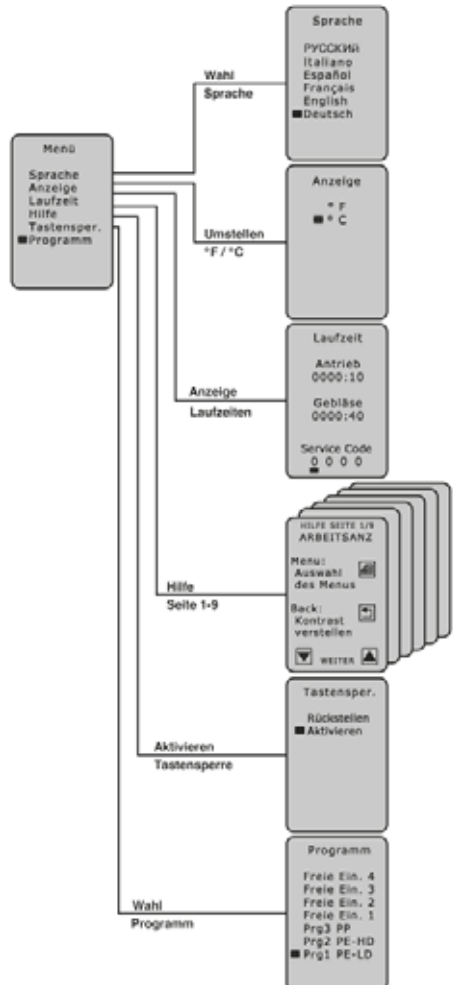 Menü
Sprache
Anzeige
Laufzeit
Hilfe
Tastensper.
Programm
Wahl
Sprache
Sprache
РУССКИЙ
Italiano
Español
Français
English
Deutsch
Umstellen
°F / °C
Anzeige
° F
° C
Anzeige
Laufzeiten
Laufzeit
Antrieb
0000:10
Gebläse
0000:40
Service Code
0 0 0 0
Hilfe
Seite 1-9
HILFE SEITE 1/9
ARBEITSANZ
Menu:
Auswahl
des Menus
Back:
Kontrast
verstellen
WEITER
Aktivieren
Tastensperre
Tastensper.
Rückstellen
Aktivieren
Wahl
Programm
Programm
Freie Ein. 4
Freie Ein. 3
Freie Ein. 2
Freie Ein. 1
Prg3 PP
Prg2 PE-HD
Prg1 PE-LD